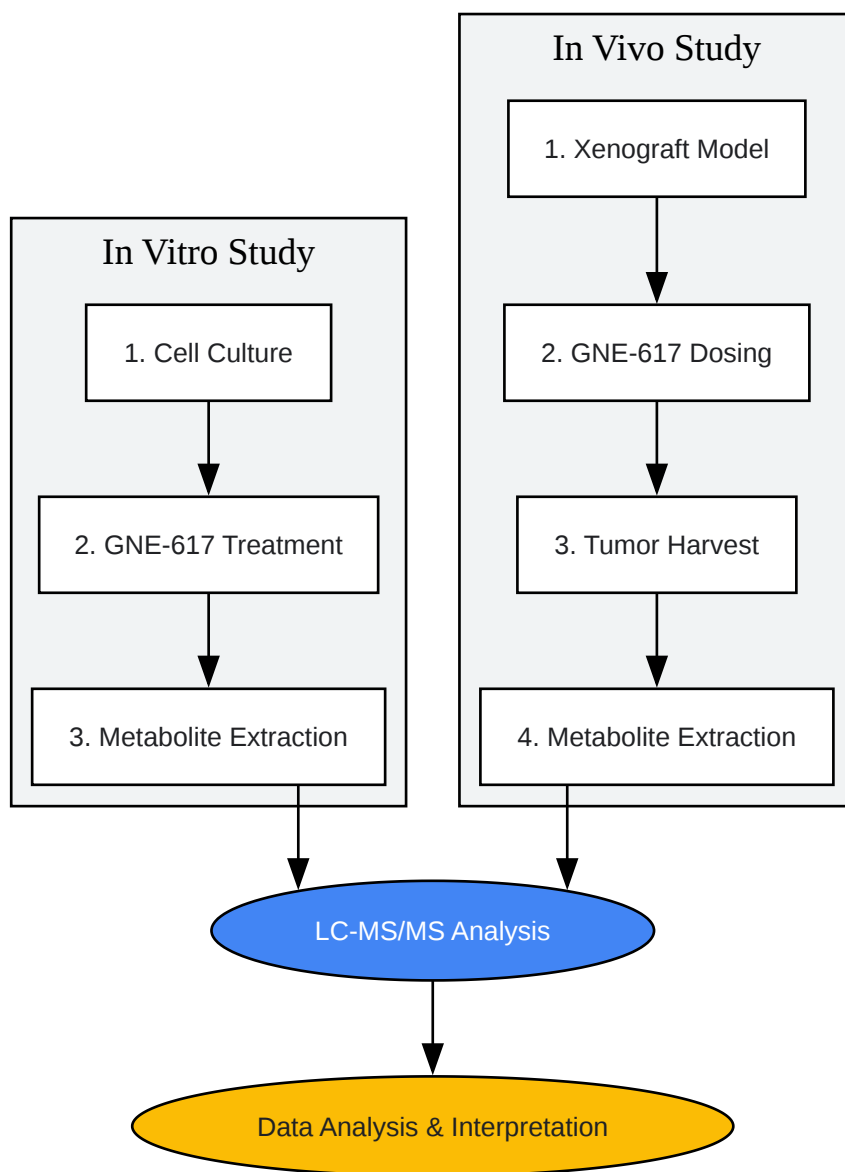 In Vitro Study
1. Cell Culture
2. GNE-617 Treatment
3. Metabolite Extraction
In Vivo Study
1. Xenograft Model
2. GNE-617 Dosing
3. Tumor Harvest
4. Metabolite Extraction
LC-MS/MS Analysis
Data Analysis & Interpretation